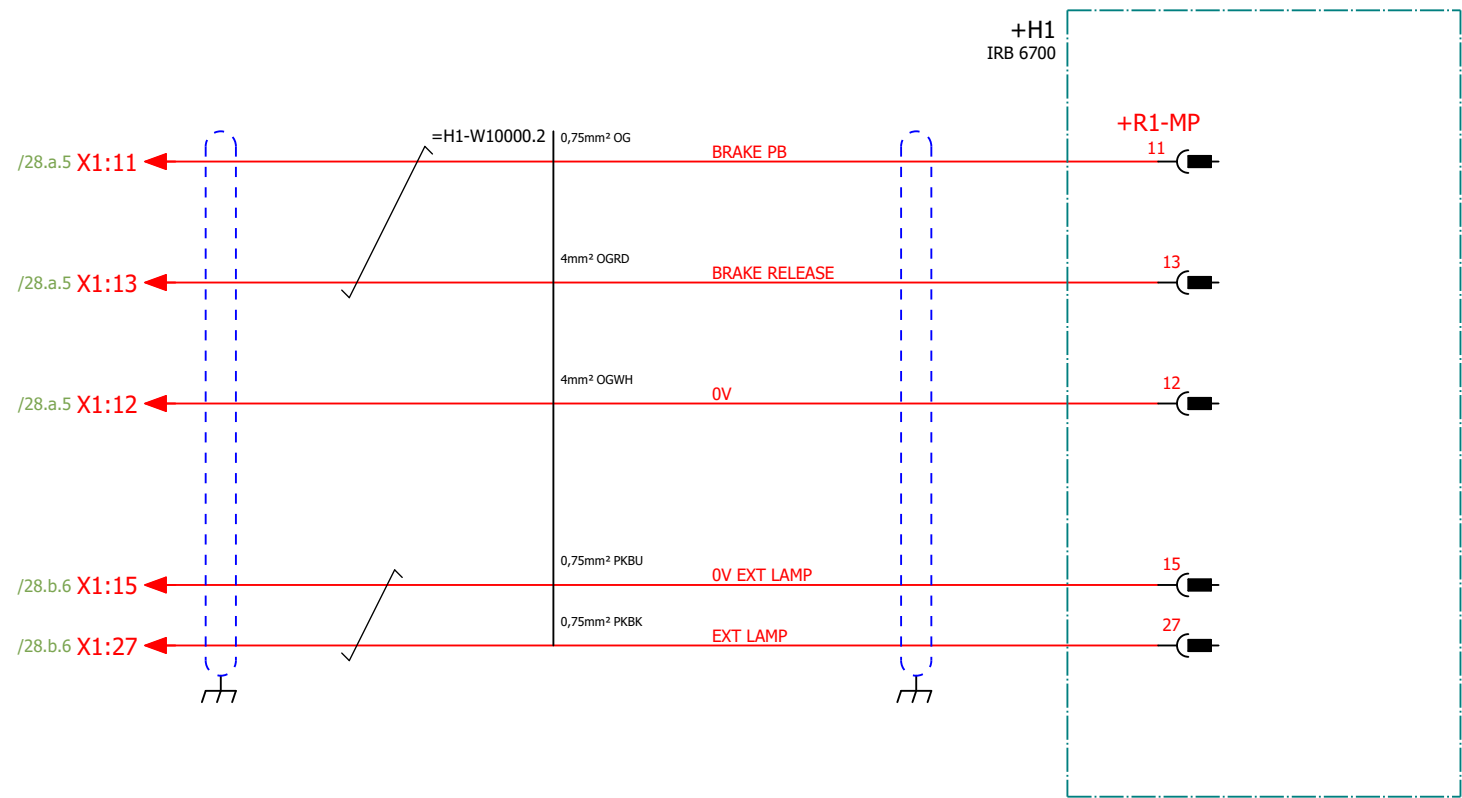 +H1
IRB 6700
+R1-MP
=H1-W10000.2
0,75mm² OG
BRAKE PB
11
/28.a.5 X1:11
4mm² OGRD
BRAKE RELEASE
13
/28.a.5 X1:13
4mm² OGWH
0V
12
/28.a.5 X1:12
0,75mm² PKBU
0V EXT LAMP
15
/28.b.6 X1:15
0,75mm² PKBK
EXT LAMP
27
/28.b.6 X1:27